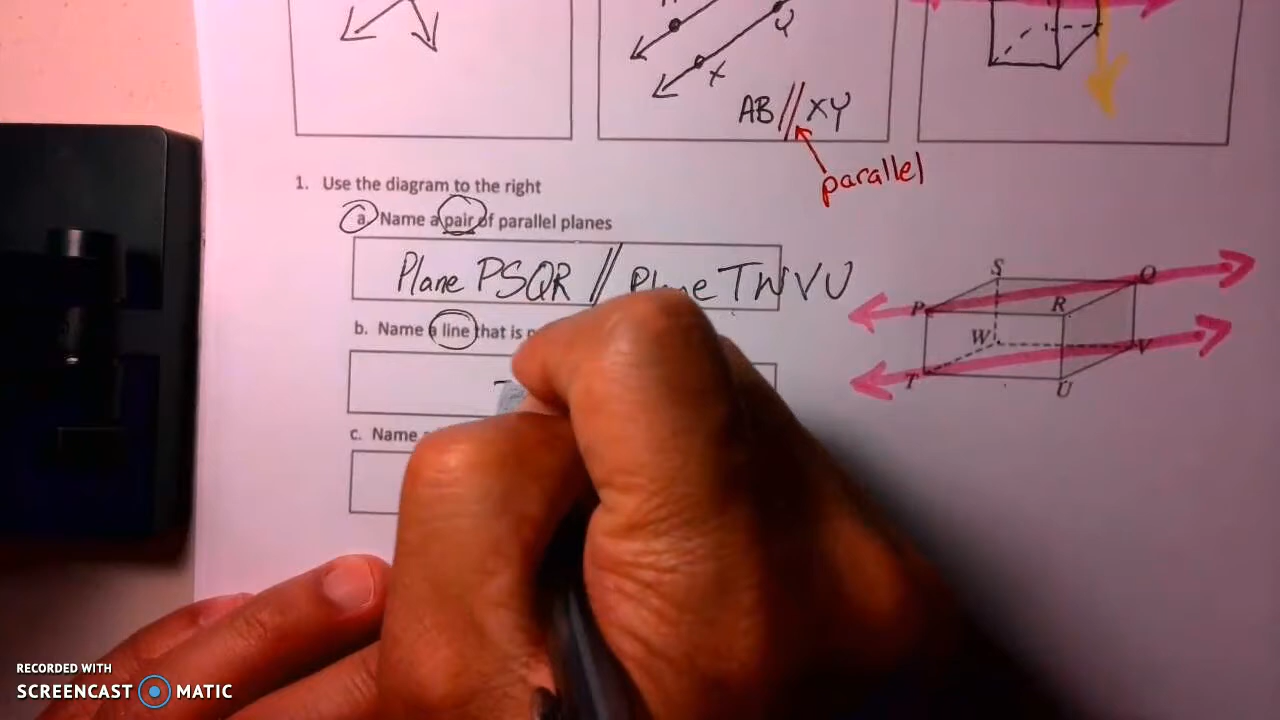 Q
X
AB // XY
parallel
1. Use the diagram to the right
a. Name a pair of parallel planes
Plane PSQR // Plane TWVU
b. Name a line that is
c. Name
S Q
P R
W V
T U
RECORDED WITH
SCREENCAST MATIC